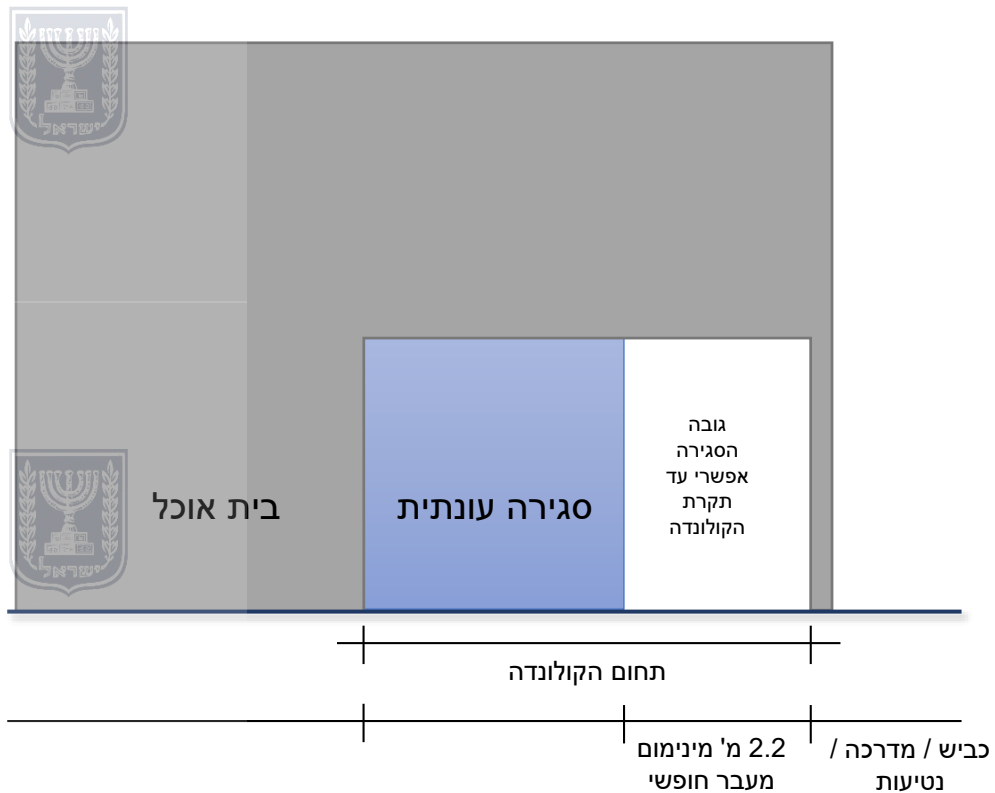 ישראל
גובה
הסגירה
אפשרי עד
תקרת
הקולונדה
סגירה עונתית
בית אוכל
ישראל
תחום הקולונדה
כביש / מדרכה /
נטיעות
2.2 מ' מינימום
מעבר חופשי